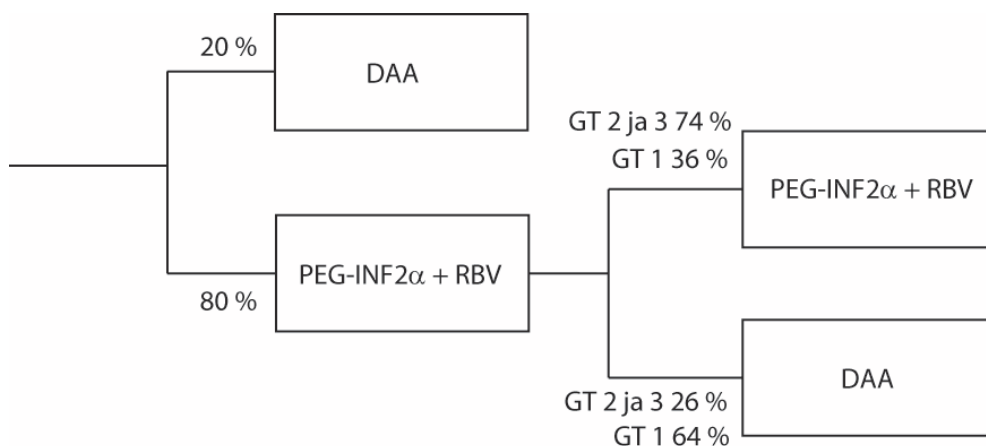 20 %
DAA
80 %
PEG-INF2α + RBV
GT 2 ja 3 74 %
GT 1 36 %
PEG-INF2α + RBV
GT 2 ja 3 26 %
GT 1 64 %
DAA